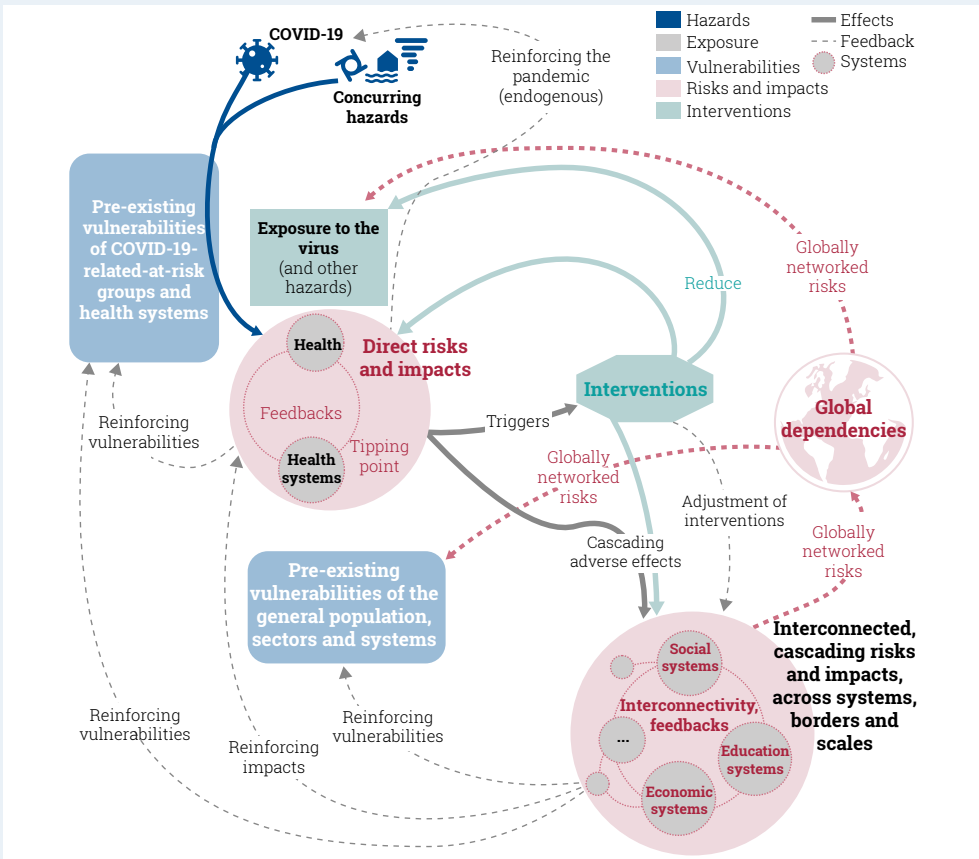 COVID-19
Concurring
hazards
Reinforcing the
pandemic
(endogenous)
Hazards
Exposure
Vulnerabilities
Risks and impacts
Interventions
Effects
Feedback
Systems
Pre-existing
vulnerabilities
of COVID-19-
related-at-risk
groups and
health systems
Exposure to the
virus
(and other
hazards)
Globally
networked
risks
Reduce
Health
Direct risks
and impacts
Feedbacks
Tipping
point
Health
systems
Interventions
Global
dependencies
Triggers
Reinforcing
vulnerabilities
Globally
networked
risks
Adjustment of
interventions
Globally
networked
risks
Cascading
adverse effects
Pre-existing
vulnerabilities of the
general population,
sectors and systems
Interconnected,
cascading risks
and impacts,
across systems,
borders and
scales
Social
systems
Interconnectivity,
feedbacks
...
Education
systems
Economic
systems
Reinforcing
vulnerabilities
Reinforcing
impacts
Reinforcing
vulnerabilities